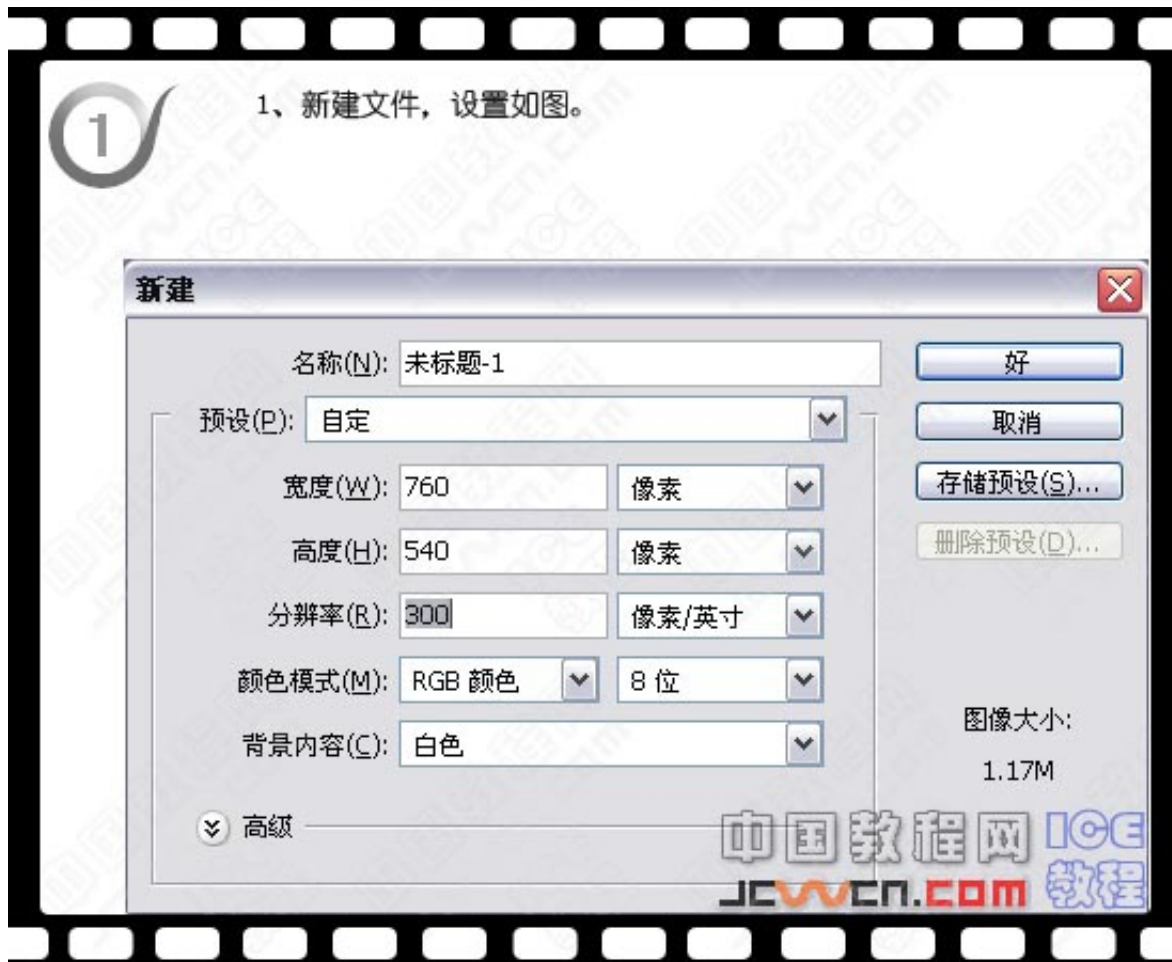 1
1、新建文件，设置如图。
新建
名称(N): 未标题-1
好
预设(P): 自定
取消
宽度(W): 760 像素
存储预设(S)...
高度(H): 540 像素
删除预设(D)...
分辨率(R): 300 像素/英寸
颜色模式(M): RGB 颜色 8 位
图像大小:
背景内容(C): 白色
1.17M
高级
中国教程网 ICE
JCWCN.COM 教程